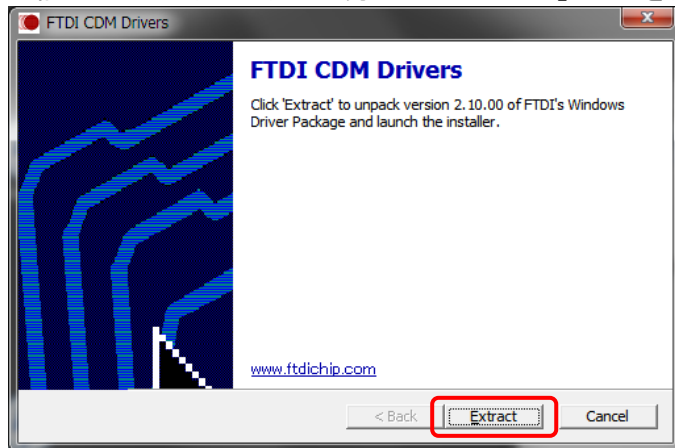 FTDI CDM Drivers
FTDI CDM Drivers
Click 'Extract' to unpack version 2.10.00 of FTDI's Windows
Driver Package and launch the installer.
www.ftdichip.com
< Back Extract Cancel